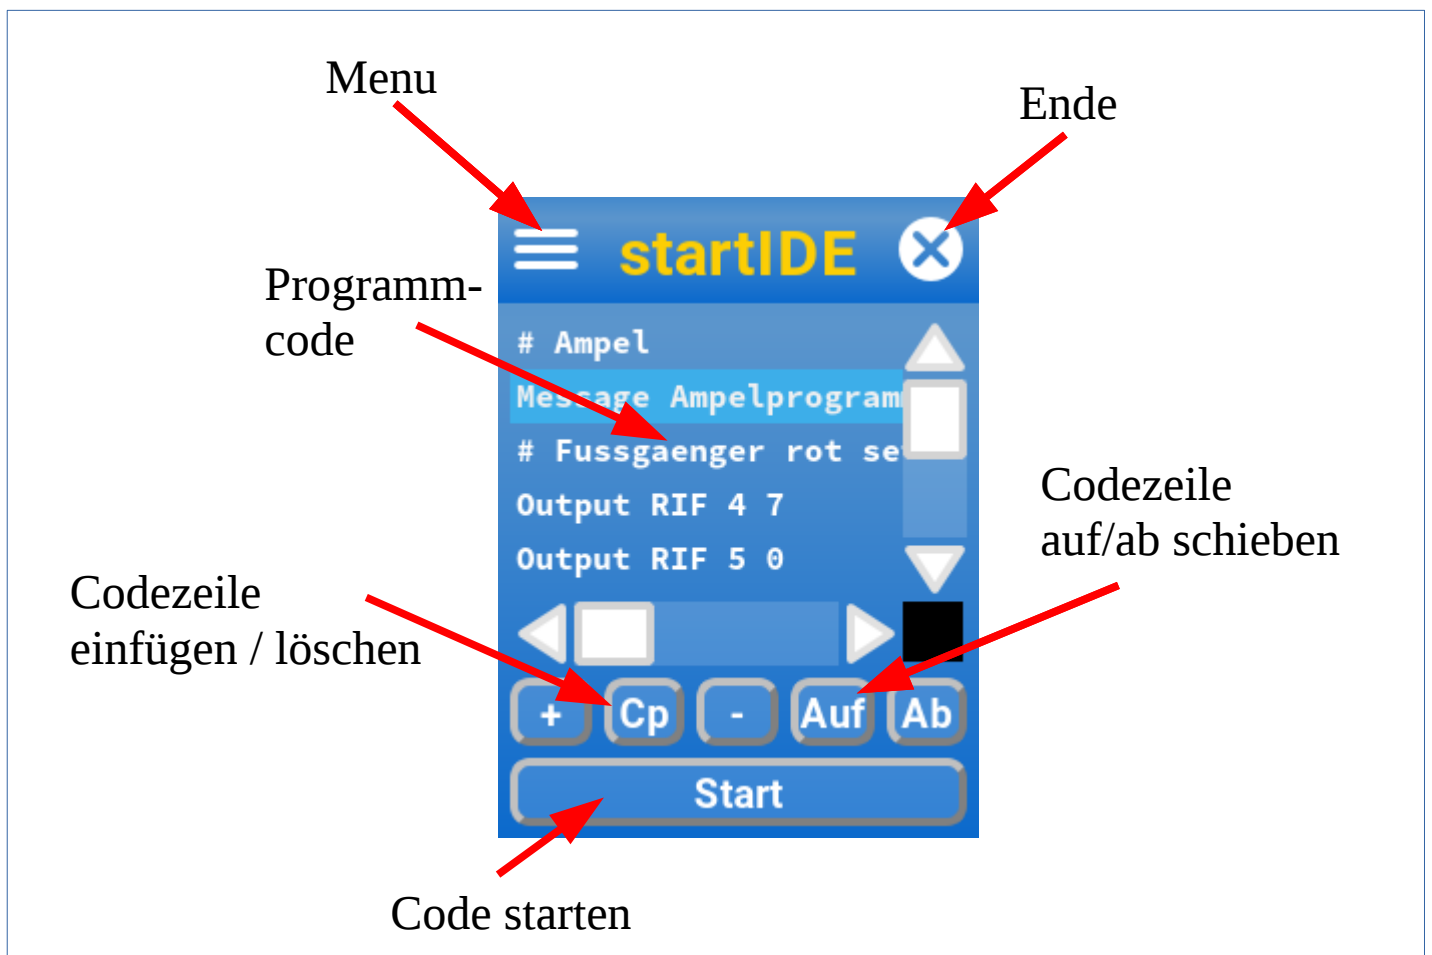 Menu
Ende
startIDE
Programm-
code
# Ampel
Message Ampelprogram
# Fussgaenger rot se
Output RIF 4 7
Output RIF 5 0
Codezeile
auf/ab schieben
Codezeile
einfügen / löschen
+ Cp - Auf Ab
Start
Code starten